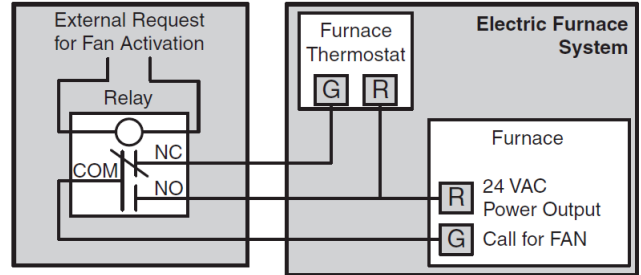 External Request
for Fan Activation
Relay
NC
COM
NO
Electric Furnace
System
Furnace
Thermostat
G R
Furnace
R 24 VAC
Power Output
G Call for FAN